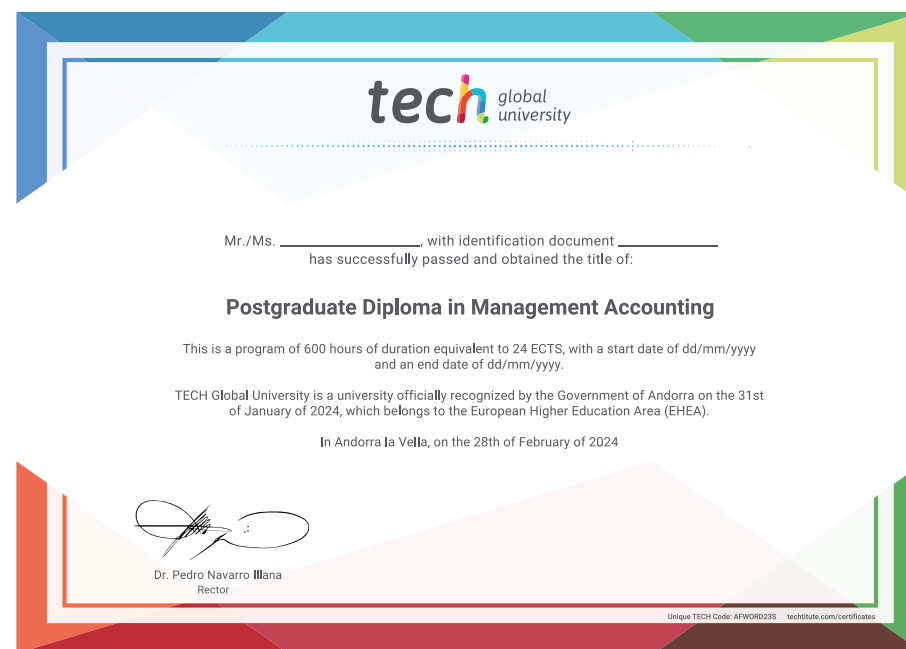 tech global university
Mr./Ms. ____________________, with identification document ______________
has successfully passed and obtained the title of:
Postgraduate Diploma in Management Accounting
This is a program of 600 hours of duration equivalent to 24 ECTS, with a start date of dd/mm/yyyy
and an end date of dd/mm/yyyy.
TECH Global University is a university officially recognized by the Government of Andorra on the 31st
of January of 2024, which belongs to the European Higher Education Area (EHEA).
In Andorra la Vella, on the 28th of February of 2024
Dr. Pedro Navarro Illana
Rector
Unique TECH Code: AFWORD23S techtitute.com/certificates